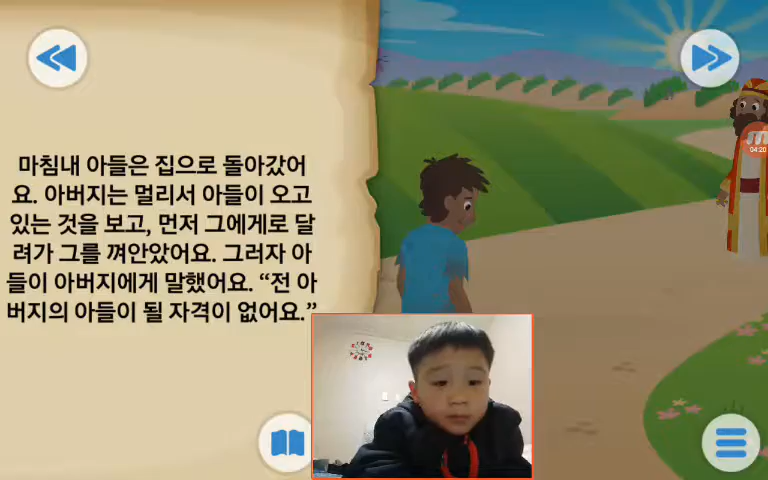 마침내 아들은 집으로 돌아갔어
요. 아버지는 멀리서 아들이 오고
있는 것을 보고, 먼저 그에게로 달
려가 그를 껴안았어요. 그러자 아
들이 아버지에게 말했어요. “전 아
버지의 아들이 될 자격이 없어요.”
04:20